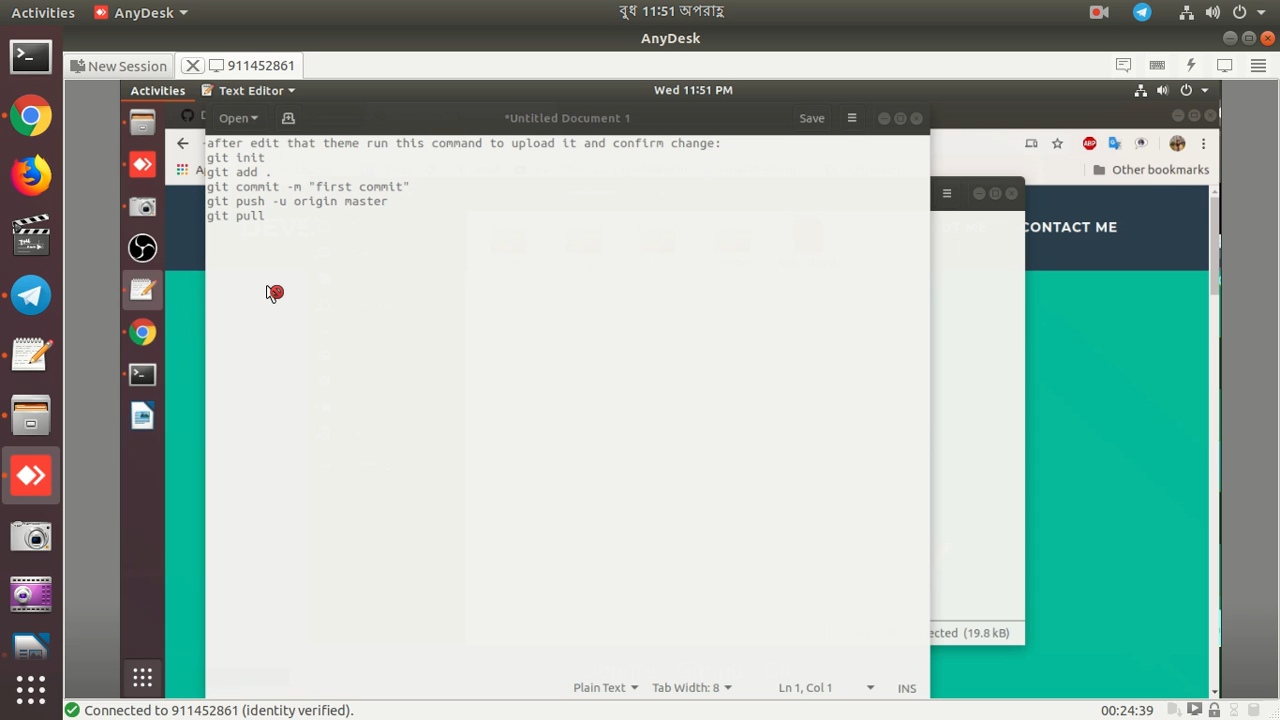 Activities
AnyDesk
বুধ 11:51 অপরাহ্ণ
AnyDesk
New Session
911452861
Activities
Text Editor
Wed 11:51 PM
Open
*Untitled Document 1
Save
after edit that theme run this command to upload it and confirm change:
git init
git add .
git commit -m "first commit"
git push -u origin master
git pull
Other bookmarks
CONTACT ME
ected (19.8 kB)
Plain Text
Tab Width: 8
Ln 1, Col 1
INS
Connected to 911452861 (identity verified).
00:24:39